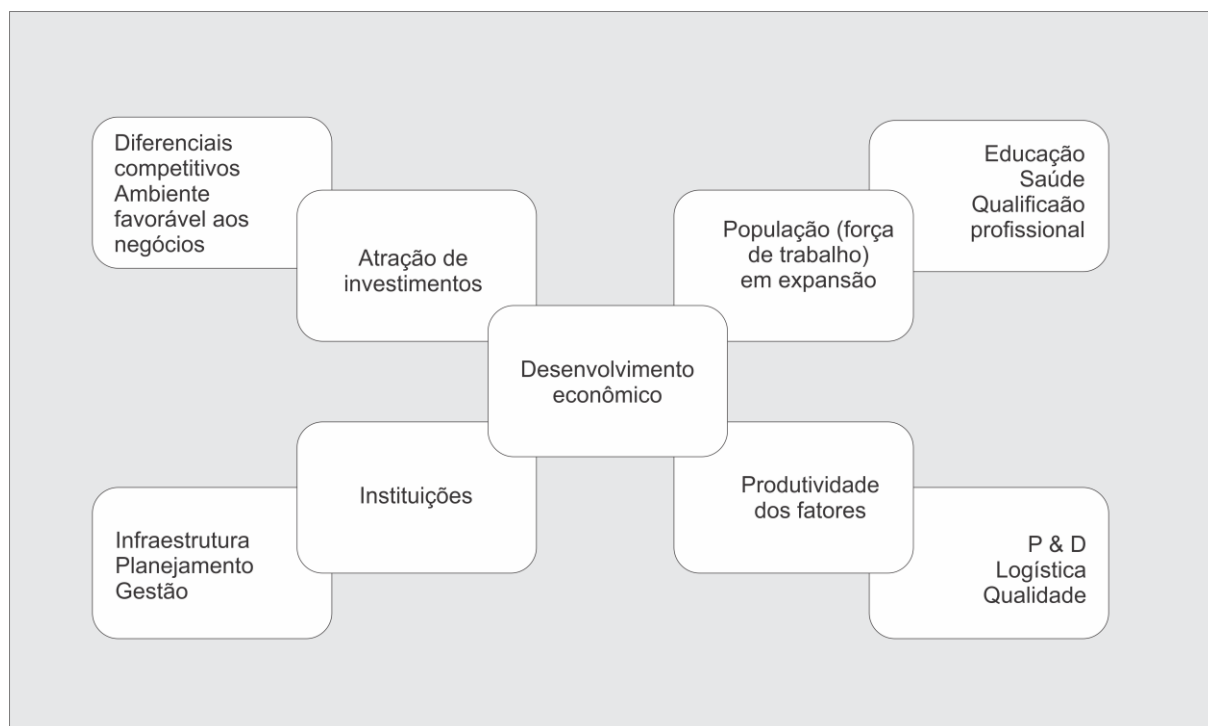 Diferenciais
competitivos
Ambiente
favorável aos
negócios
Atração de
investimentos
Educação
Saúde
Qualificaão
profissional
População (força
de trabalho)
em expansão
Desenvolvimento
econômico
Instituições
Infraestrutura
Planejamento
Gestão
Produtividade
dos fatores
P & D
Logística
Qualidade